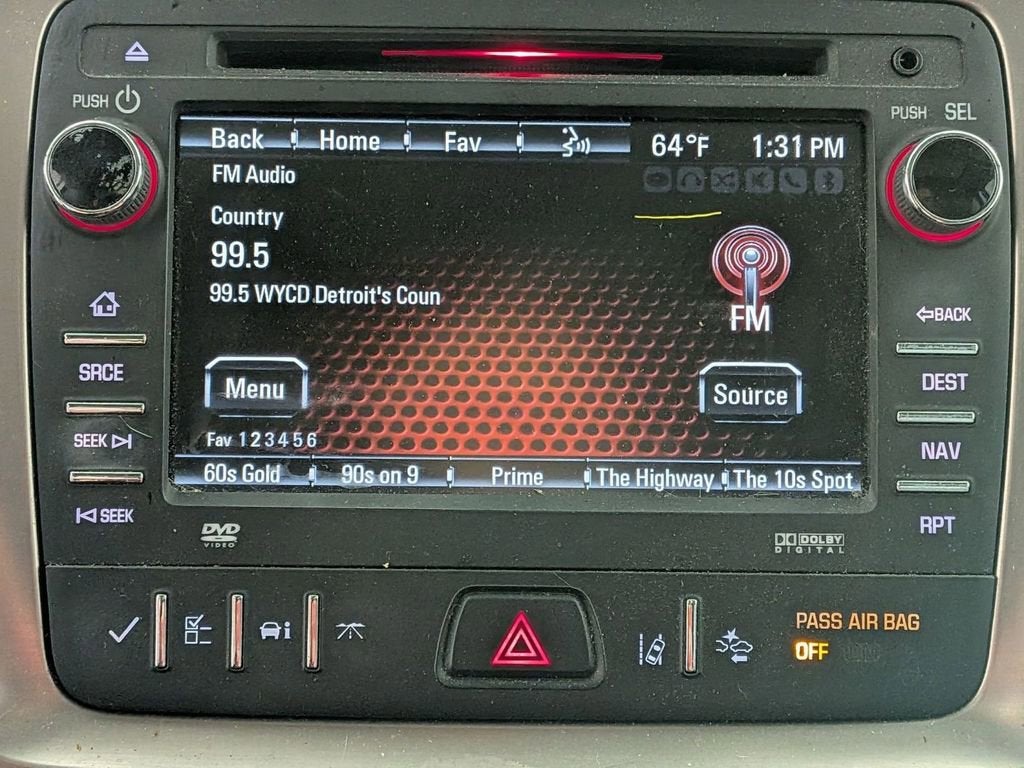 PUSH
PUSH SEL
Back Home Fav 64°F 1:31 PM
FM Audio
Country
99.5
99.5 WYCD Detroit's Coun
FM
BACK
SRCE
DEST
Menu
Source
SEEK
Fav 1 2 3 4 5 6
NAV
60s Gold 90s on 9 Prime The Highway The 10s Spot
SEEK
RPT
DVD
VIDEO
DOLBY
DIGITAL
PASS AIR BAG
OFF